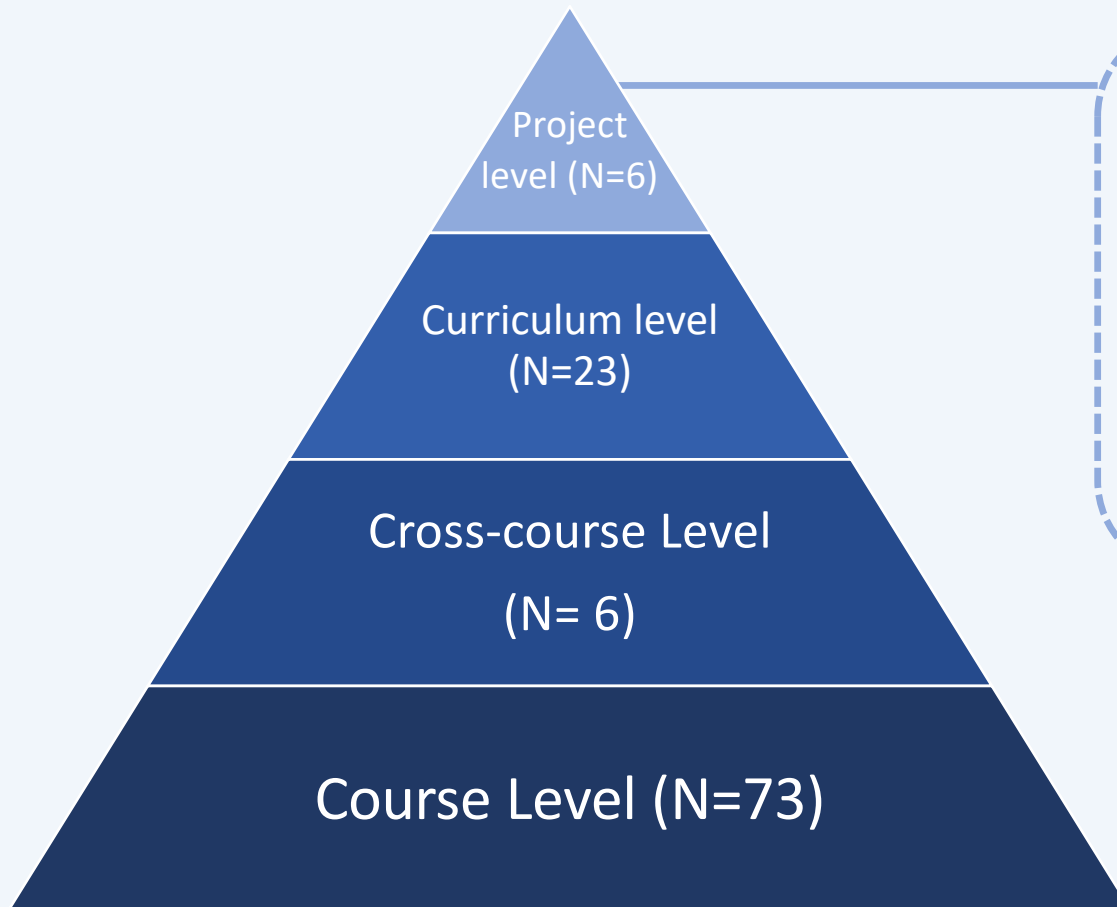 Project
level (N=6)
Curriculum level
(N=23)
Cross-course Level
(N= 6)
Course Level (N=73)